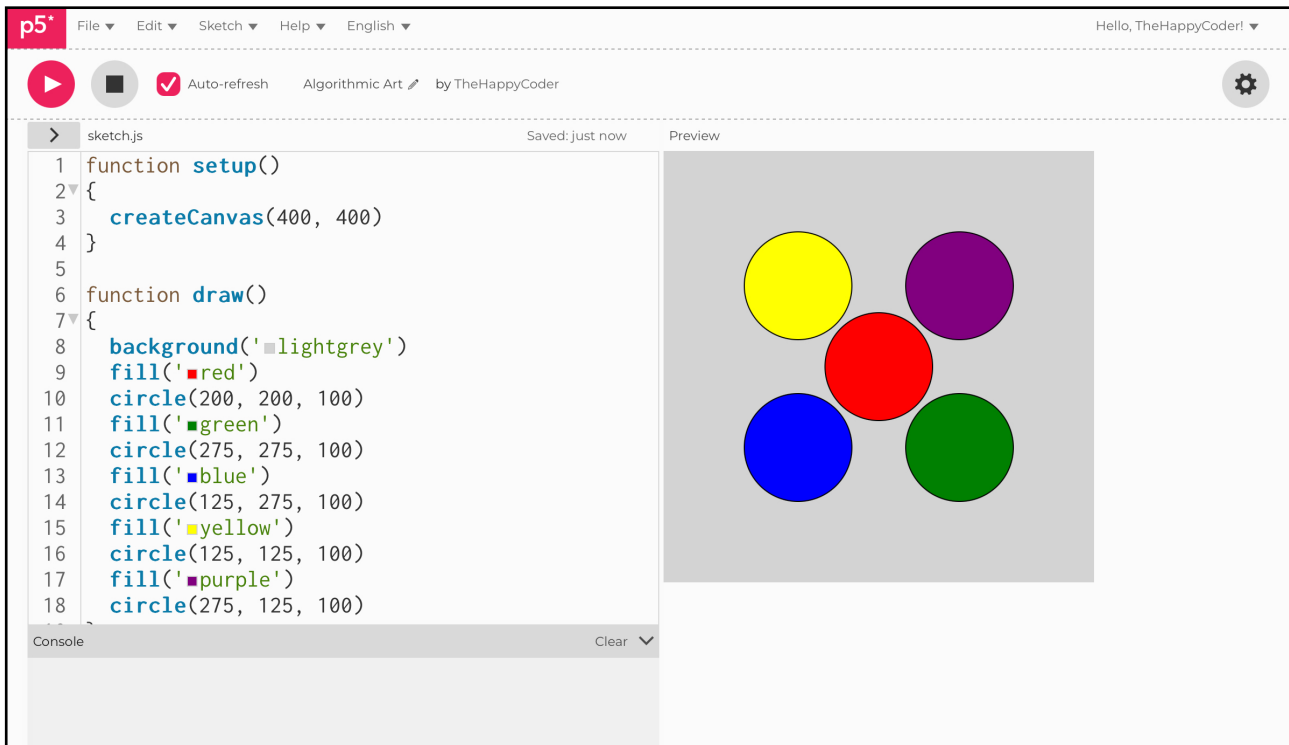 p5* File Edit Sketch Help English Hello, TheHappyCoder!
Auto-refresh Algorithmic Art by TheHappyCoder
sketch.js Saved: just now Preview
1 function setup()
2 {
3 createCanvas(400, 400)
4 }
5
6 function draw()
7 {
8 background('lightgrey')
9 fill('red')
10 circle(200, 200, 100)
11 fill('green')
12 circle(275, 275, 100)
13 fill('blue')
14 circle(125, 275, 100)
15 fill('yellow')
16 circle(125, 125, 100)
17 fill('purple')
18 circle(275, 125, 100)
Console Clear